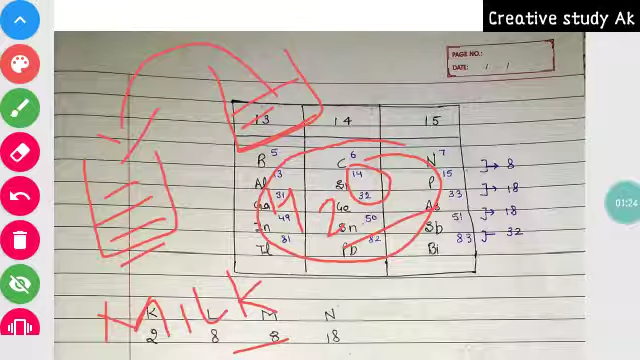 Creative study Ak
PAGE NO.:
DATE: / /
13 14 15
B 5 C 6 N 7 → 8
Al 13 Si 14 P 15 → 18
Ga 31 Ge 32 As 33 → 18
In 49 Sn 50 Sb 51 32
Tl 81 Pb 82 Bi 83
12
01:24
MILK
K L M N
2 8 8 18